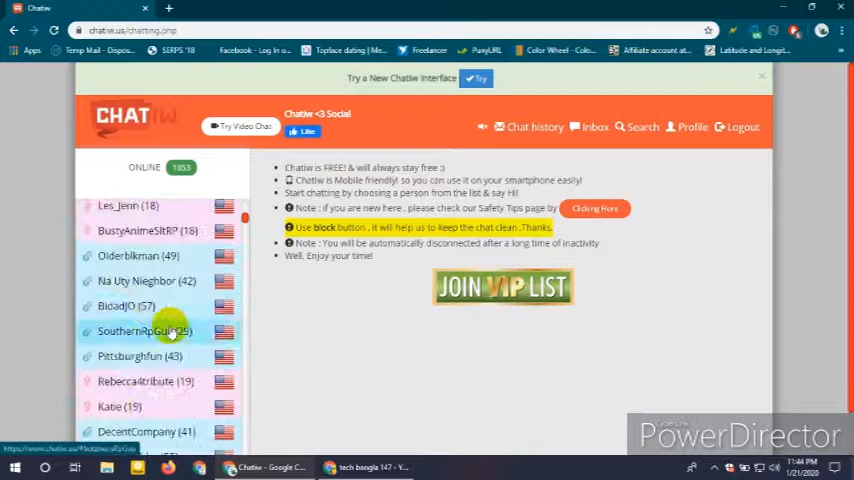 Chatiw
chatiw.us/chatting.php
Apps
Temp Mail - Dispos...
SERPS '18
Facebook - Log In o...
Toplace dating | Me...
Freelancer
PunyURL
Color Wheel - Colo...
Affiliate account at...
Latitude and Longit...
Try a New Chatiw Interface
Try
CHATIW
Try Video Chat
Chatiw <3 Social
Like
Chat history
Inbox
Search
Profile
Logout
ONLINE 1853
Les_Jenn (18)
BustyAnimeSltRP (18)
Olderblkman (49)
Na Uty Nieghbor (42)
BidadJO (57)
SouthernRpGuy (29)
Pittsburghfun (43)
Rebecca4tribute (19)
Katie (19)
DecentCompany (41)
Chatiw is FREE! & will always stay free :)
Chatiw is Mobile friendly! so you can use it on your smartphone easily!
Start chatting by choosing a person from the list & say Hi!
Note : if you are new here , please check our Safety Tips page by
Clicking Here
Use block button , it will help us to keep the chat clean .Thanks.
Note : You will be automatically disconnected after a long time of inactivity
Well, Enjoy your time!
JOIN VIP LIST
CyberLink
PowerDirector
Chatiw - Google C...
tech bangla 147 - Y...
11:44 PM
1/21/2020